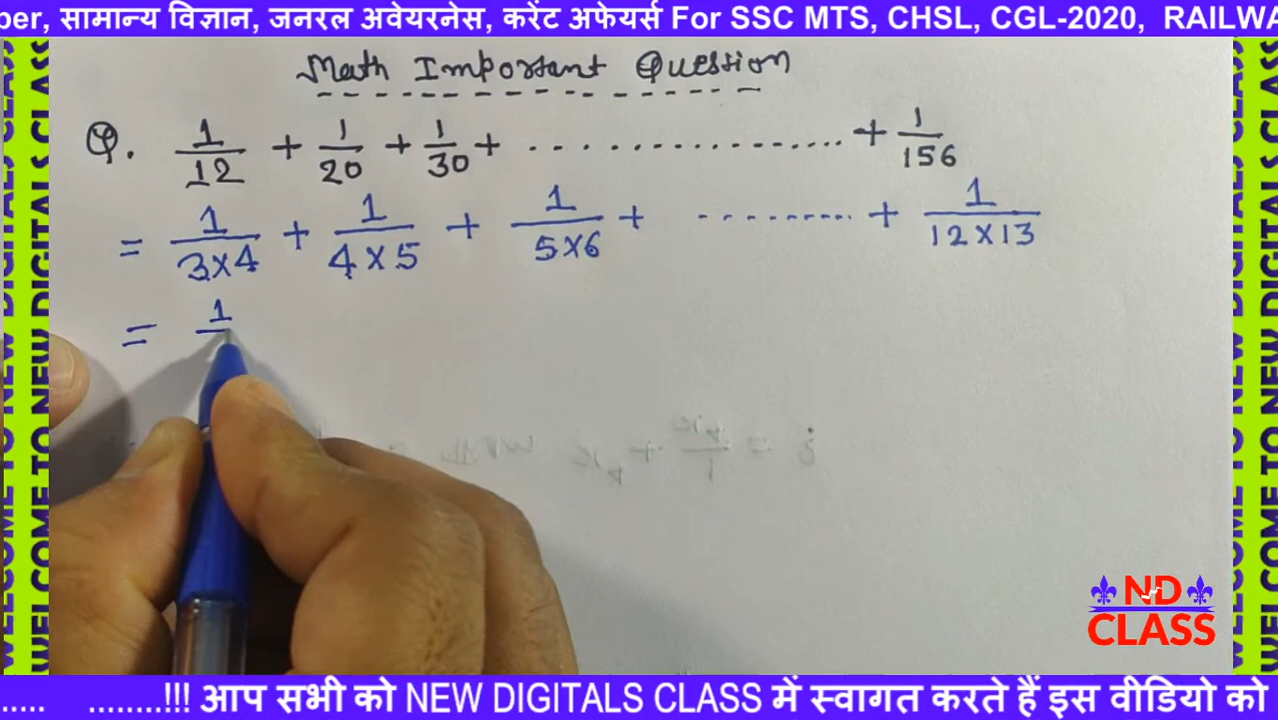 per, सामान्य विज्ञान, जनरल अवेयरनेस, करेंट अफेयर्स For SSC MTS, CHSL, CGL-2020, RAILWA
Math Important Question
Q. 1/12 + 1/20 + 1/30 + ................. + 1/156
= 1/3×4 + 1/4×5 + 1/5×6 + --------- + 1/12×13
= 1
ND
CLASS
..... ........!!! आप सभी को NEW DIGITALS CLASS में स्वागत करते हैं इस वीडियो को
WELCOME TO NEW DIGITALS CLASS
WELCOME TO NEW DIGITALS CLASS